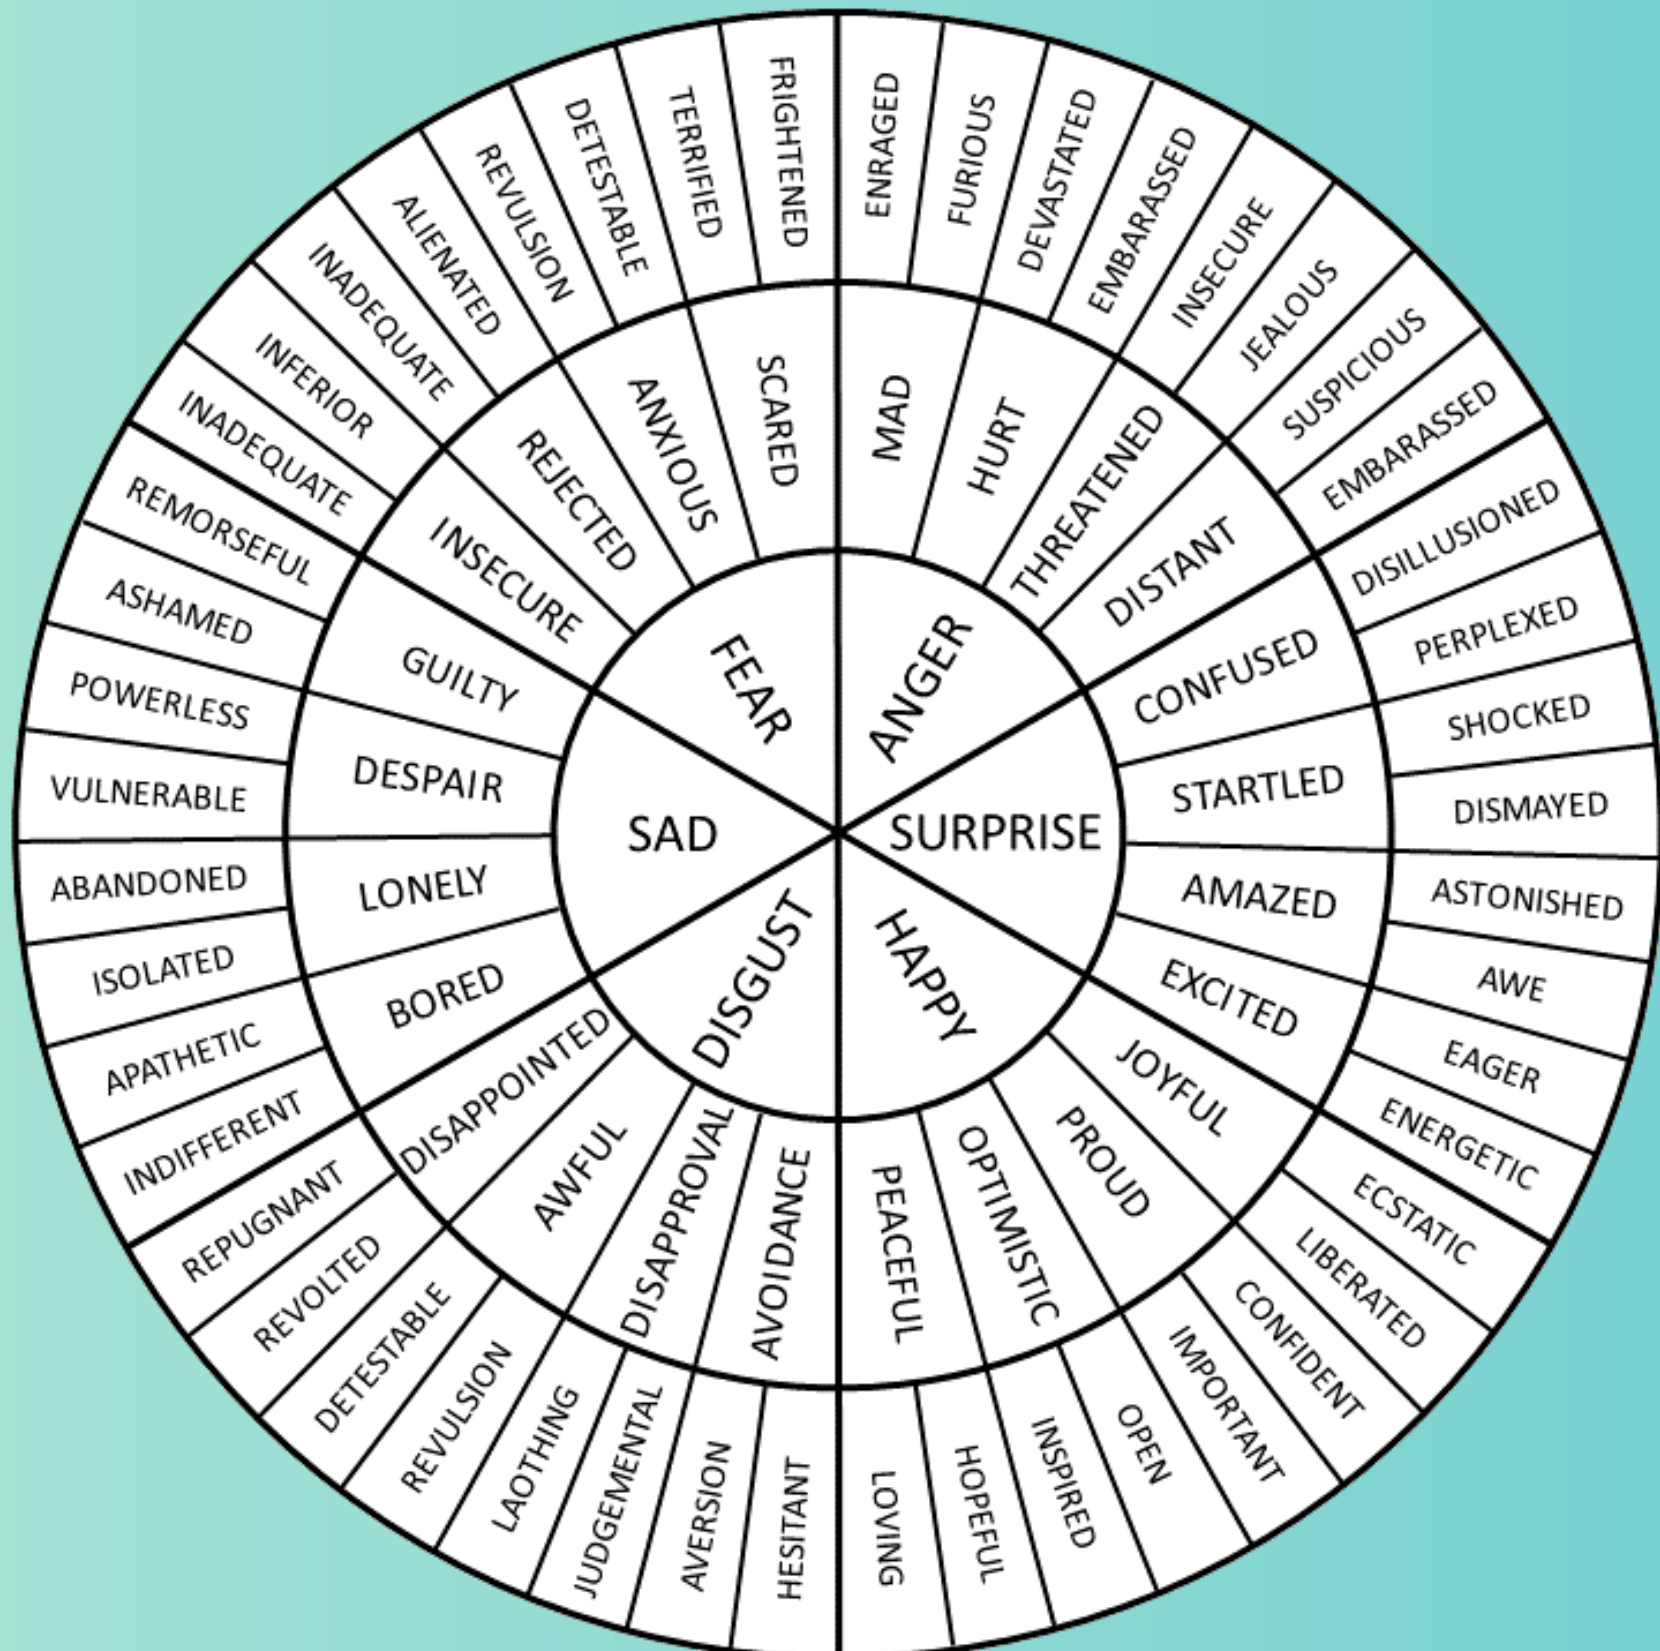 FEAR
ANGER
SURPRISE
HAPPY
DISGUST
SAD
MAD
HURT
THREATENED
DISTANT
CONFUSED
STARTLED
AMAZED
EXCITED
JOYFUL
PROUD
OPTIMISTIC
PEACEFUL
AVOIDANCE
DISAPPROVAL
AWFUL
DISAPPOINTED
BORED
LONELY
DESPAIR
GUILTY
INSECURE
REJECTED
ANXIOUS
SCARED
ENRAGED
FURIOUS
DEVASTATED
EMBARASSED
INSECURE
JEALOUS
SUSPICIOUS
EMBARASSED
DISILLUSIONED
PERPLEXED
SHOCKED
DISMAYED
ASTONISHED
AWE
EAGER
ENERGETIC
ECSTATIC
LIBERATED
CONFIDENT
IMPORTANT
OPEN
INSPIRED
HOPEFUL
LOVING
HESITANT
AVERSION
JUDGEMENTAL
LAOTHING
REVULSION
DETESTABLE
REVOLTED
REPUGNANT
INDIFFERENT
APATHETIC
ISOLATED
ABANDONED
VULNERABLE
POWERLESS
ASHAMED
REMORSEFUL
INADEQUATE
INFERIOR
INADEQUATE
ALIENATED
REVULSION
DETESTABLE
TERRIFIED
FRIGHTENED